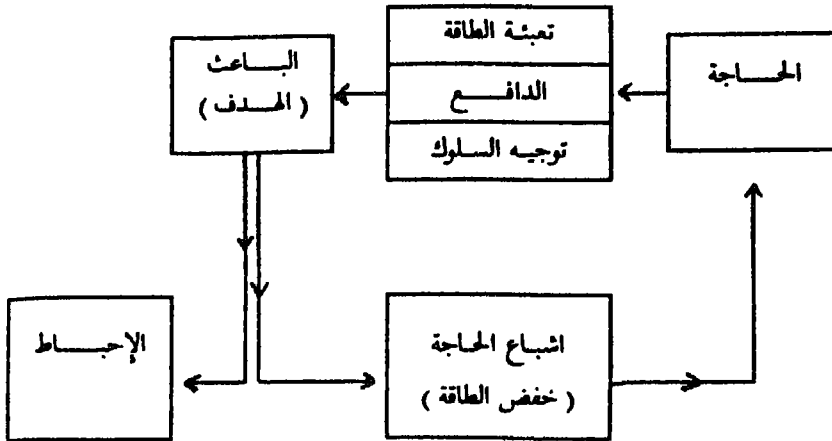 الحاجة
تعبئة الطاقة
الدافع
توجيه السلوك
الباعث
( الهدف )
الإحباط
اشباع الحاجة
( خفض الطاقة )